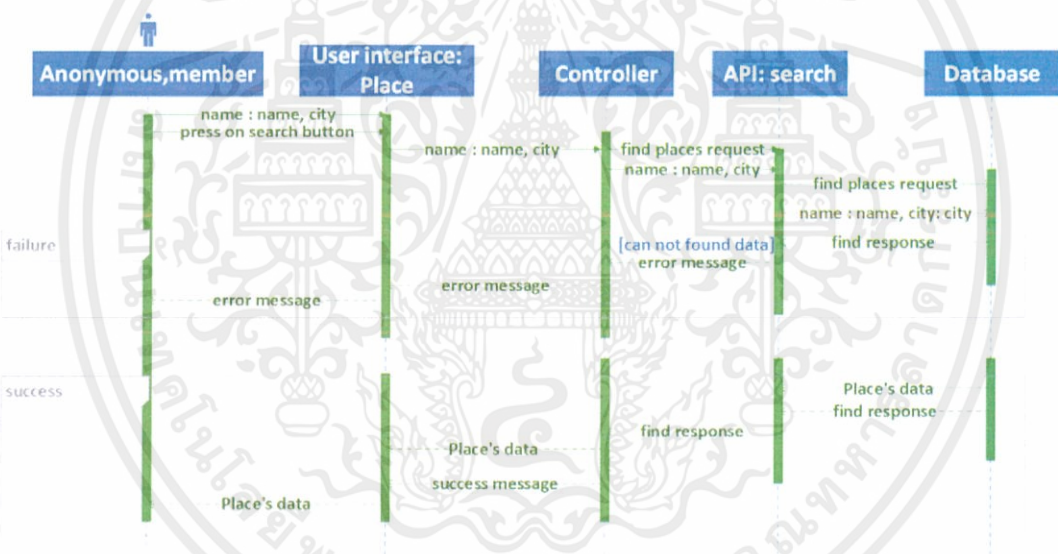 Anonymous,member
User interface:
Place
Controller
API: search
Database
name : name, city
press on search button
name : name, city
find places request
name : name, city
find places request
name : name, city: city
failure
[can not found data]
error message
find response
error message
error message
success
Place's data
find response
find response
Place's data
success message
Place's data